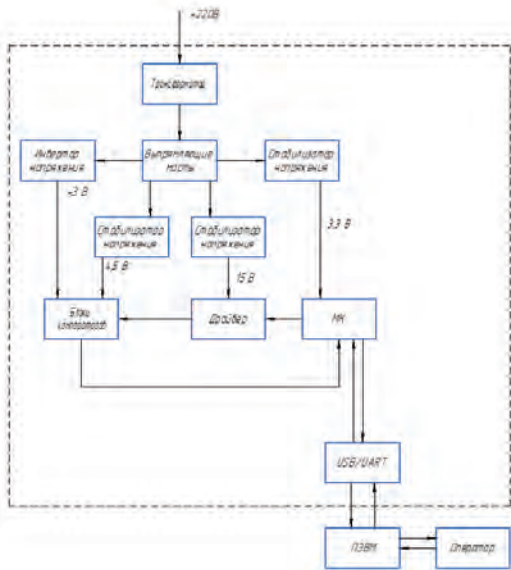 ~220В
Трансформатор
Инвертор
напряжения
Выпрямляющие
мосты
Стабилизатор
напряжения
-3 В
3,3 В
Стабилизатор
напряжения
Стабилизатор
напряжения
4,5 В
15 В
Блок
Драйвер
МК
USB/UART
ПЭВМ
Оператор